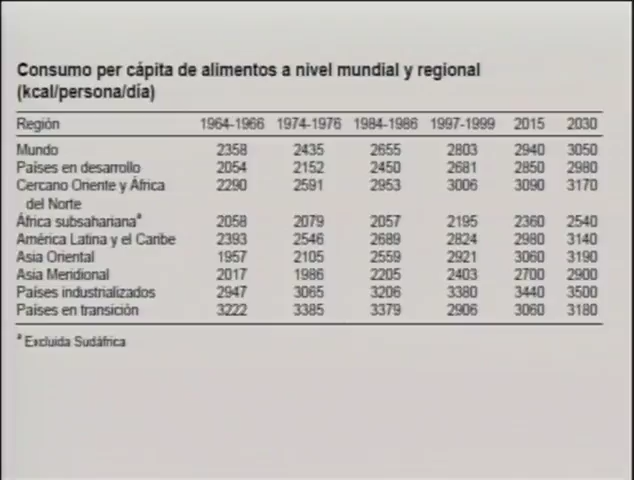 Consumo per cápita de alimentos a nivel mundial y regional
(kcal/persona/día)
Región 1964-1966 1974-1976 1984-1986 1997-1999 2015 2030
Mundo 2358 2435 2655 2803 2940 3050
Países en desarrollo 2054 2152 2450 2681 2850 2980
Cercano Oriente y África 2290 2591 2953 3006 3090 3170
del Norte
África subsahariana a 2058 2079 2057 2195 2360 2540
América Latina y el Caribe 2393 2546 2689 2824 2980 3140
Asia Oriental 1957 2105 2559 2921 3060 3190
Asia Meridional 2017 1986 2205 2403 2700 2900
Países industrializados 2947 3065 3206 3380 3440 3500
Países en transición 3222 3385 3379 2906 3060 3180
a Excluida Sudáfrica